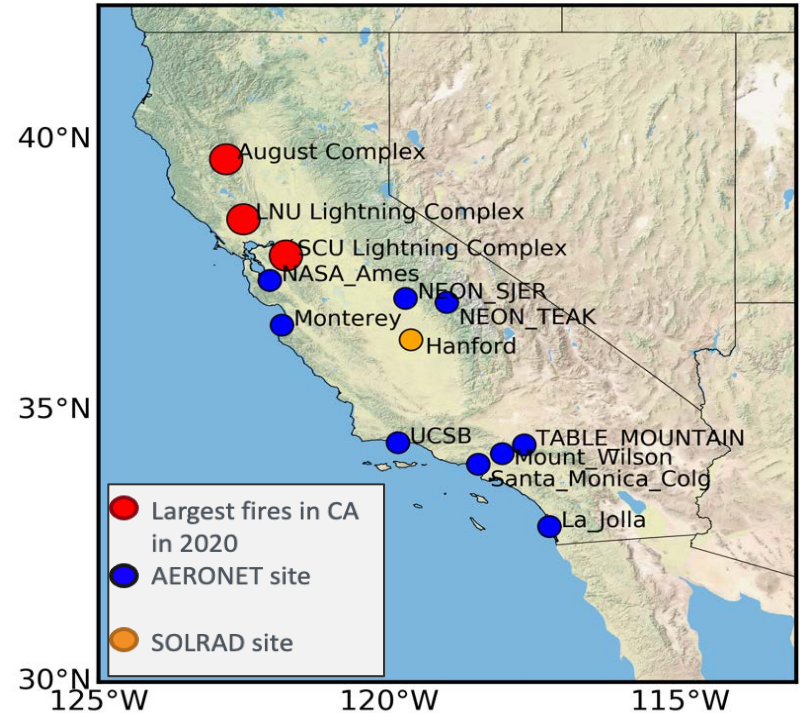 40°N
August Complex
LNU Lightning Complex
SCU Lightning Complex
NASA_Ames
NEON_SJER
NEON_TEAK
Monterey
Hanford
35°N
UCSB
TABLE_MOUNTAIN
Mount_Wilson
Santa_Monica_Colg
La_Jolla
Largest fires in CA
in 2020
AERONET site
SOLRAD site
30°N
125°W
120°W
115°W